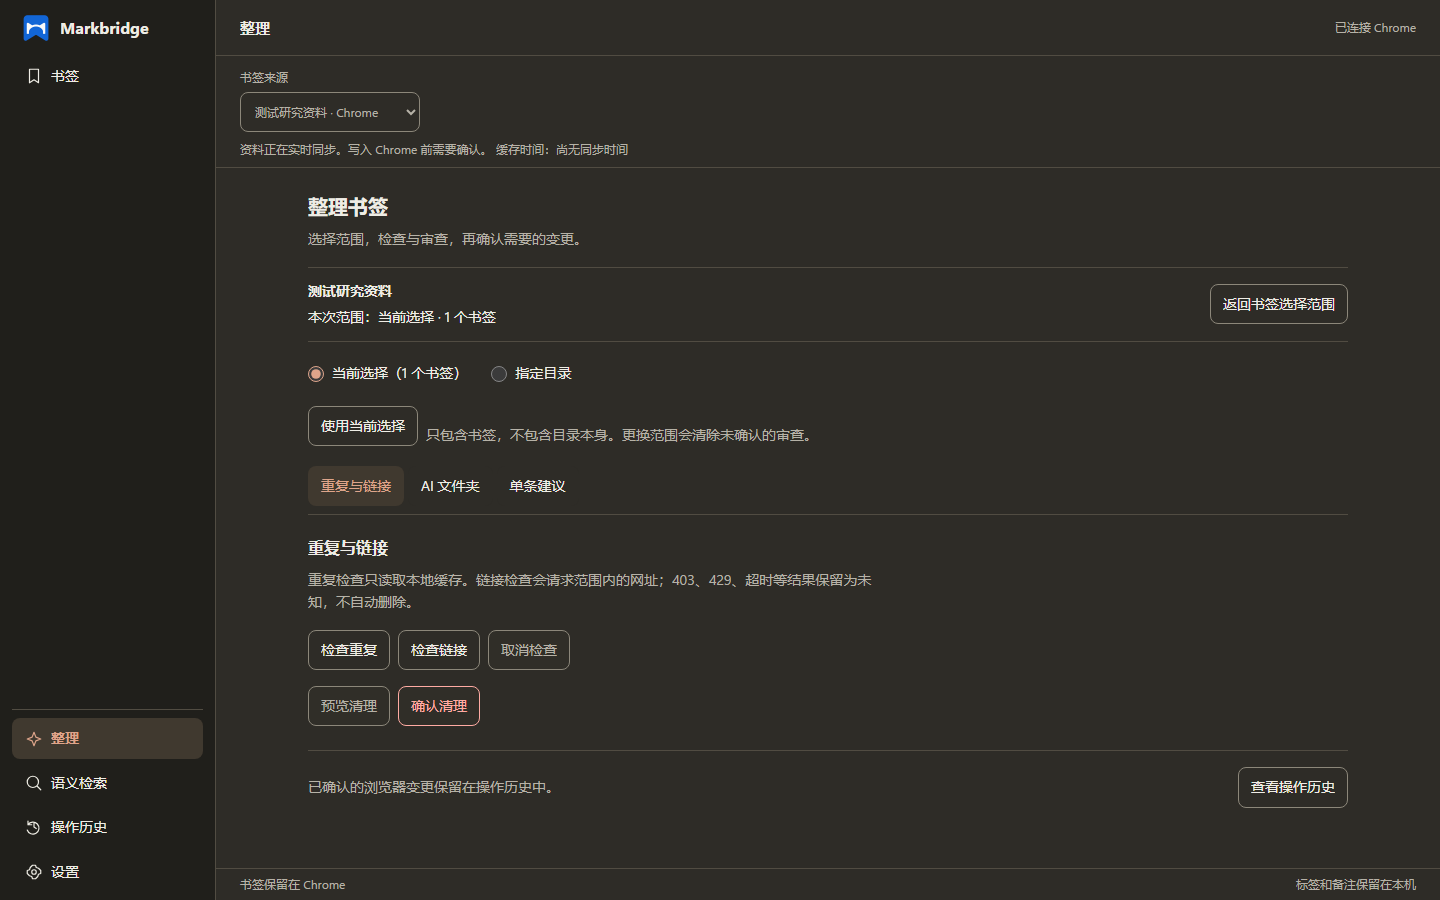 Markbridge
书签
整理
语义检索
操作历史
设置
整理
已连接 Chrome
书签来源
测试研究资料 · Chrome
资料正在实时同步。写入 Chrome 前需要确认。 缓存时间：尚无同步时间
整理书签
选择范围，检查与审查，再确认需要的变更。
测试研究资料
本次范围：当前选择 · 1 个书签
返回书签选择范围
当前选择（1 个书签）
指定目录
使用当前选择
只包含书签，不包含目录本身。更换范围会清除未确认的审查。
重复与链接
AI 文件夹
单条建议
重复与链接
重复检查只读取本地缓存。链接检查会请求范围内的网址；403、429、超时等结果保留为未
知，不自动删除。
检查重复
检查链接
取消检查
预览清理
确认清理
已确认的浏览器变更保留在操作历史中。
查看操作历史
书签保留在 Chrome
标签和备注保留在本机